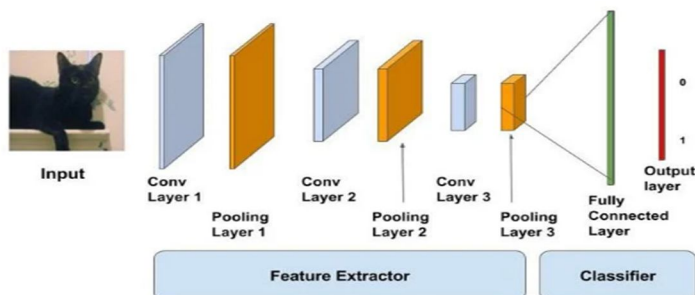 Input
Conv
Layer 1
Pooling
Layer 1
Conv
Layer 2
Pooling
Layer 2
Conv
Layer 3
Pooling
Layer 3
Fully
Connected
Layer
0
1
Output
layer
Feature Extractor
Classifier